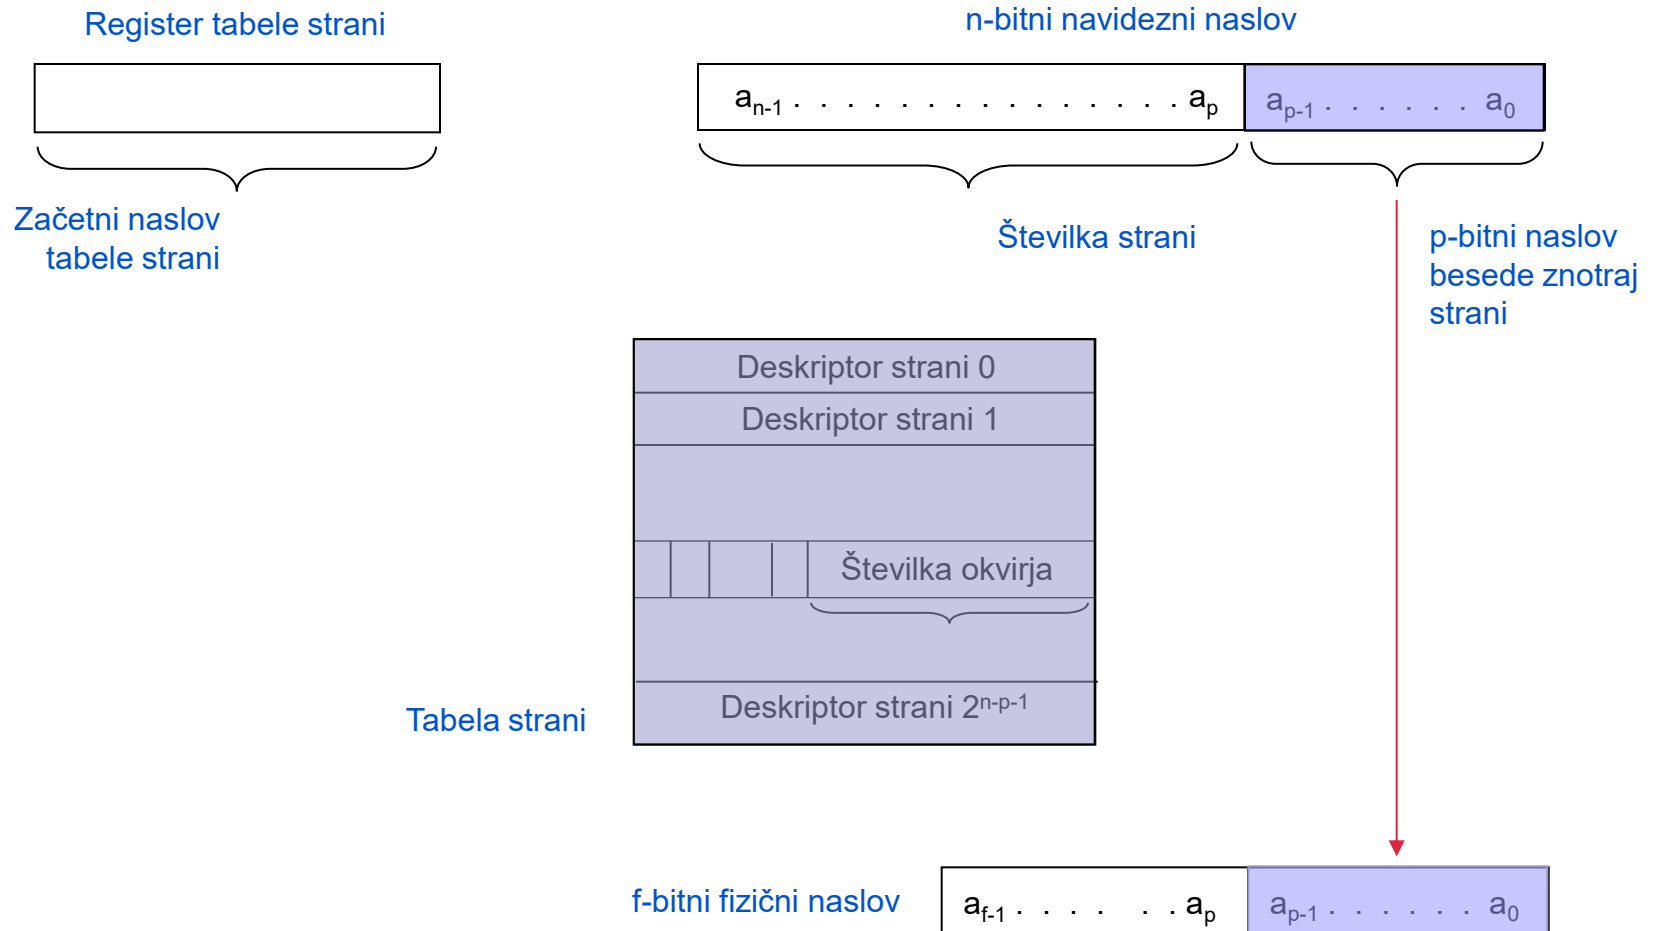 Register tabele strani
n-bitni navidezni naslov
aₙ₋₁ . . . . . . . . . . . . . . . aₚ
aₚ₋₁ . . . . . . a₀
Začetni naslov
tabele strani
Številka strani
p-bitni naslov
besede znotraj
strani
Deskriptor strani 0
Deskriptor strani 1
Številka okvirja
Deskriptor strani 2ⁿ⁻ᵖ⁻¹
Tabela strani
f-bitni fizični naslov
a_f-1 . . . . . . aₚ
aₚ₋₁ . . . . . . a₀